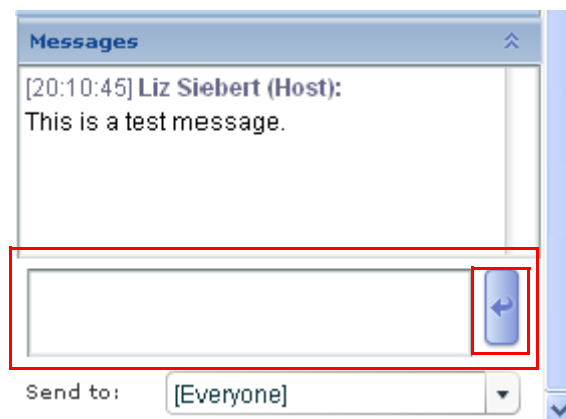 Messages
[20:10:45] Liz Siebert (Host):
This is a test message.
Send to: [Everyone]